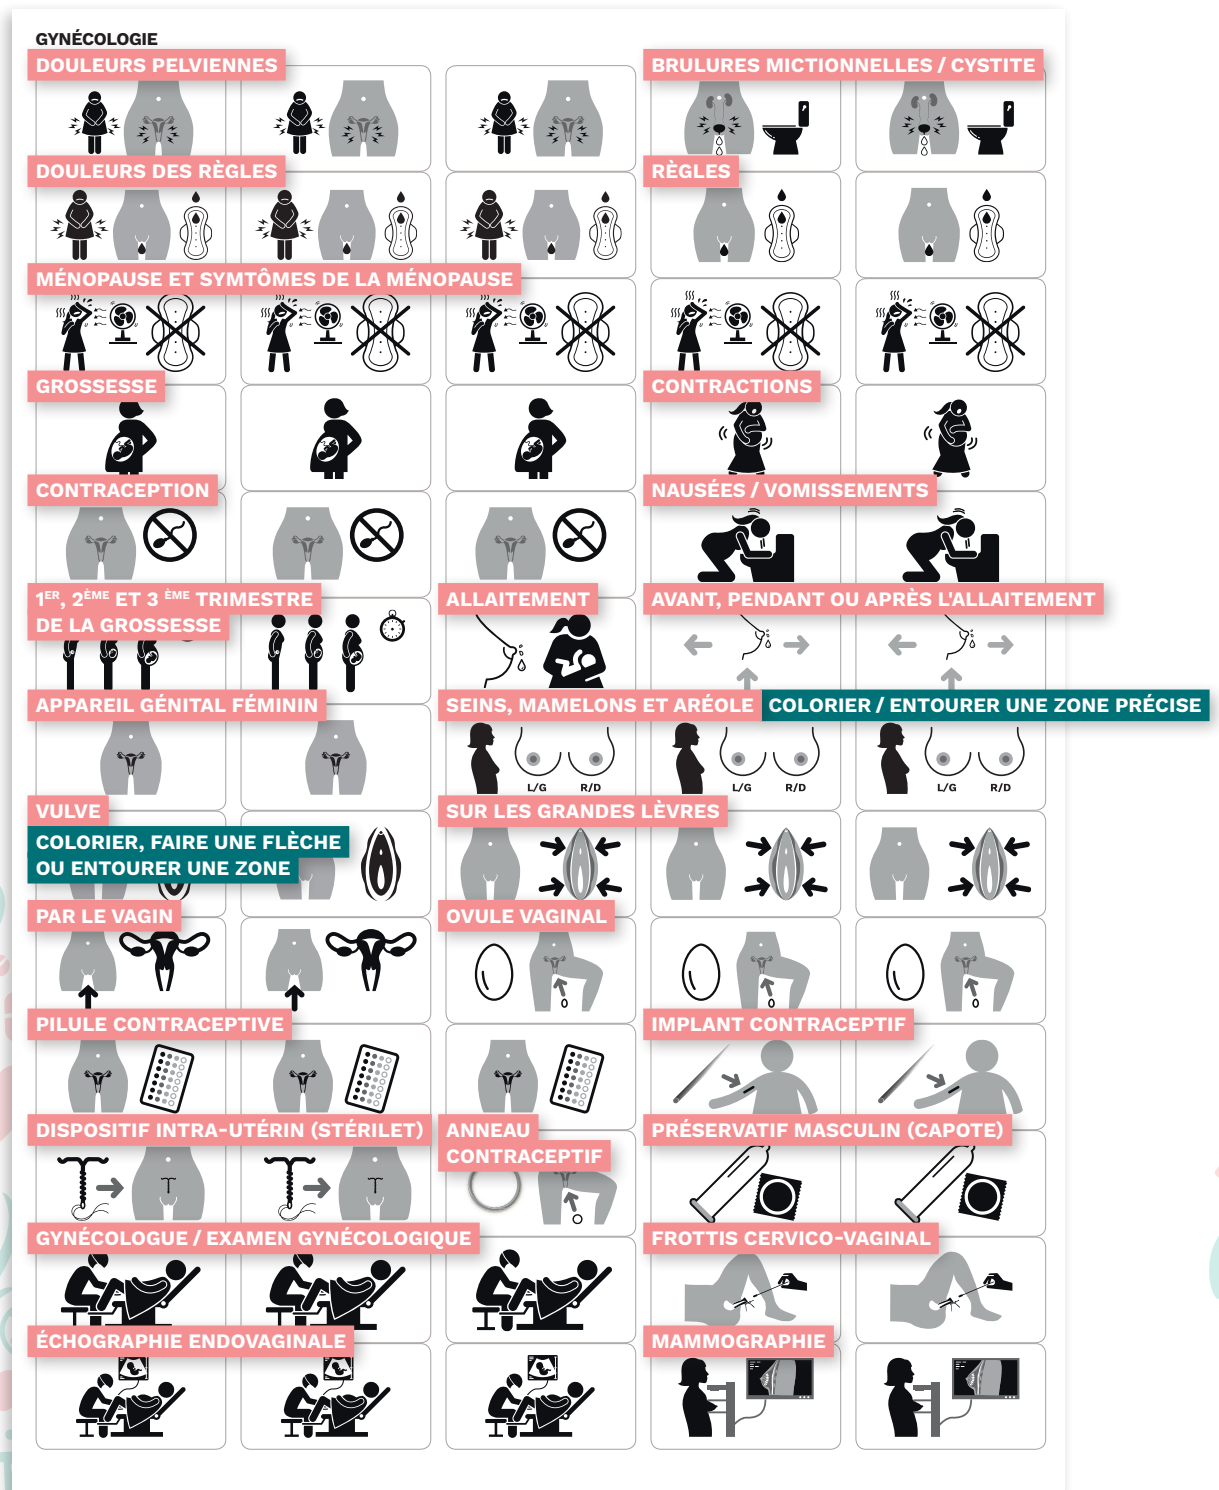 GYNÉCOLOGIE
DOULEURS PELVIENNES
BRULURES MICTIONNELLES / CYSTITE
DOULEURS DES RÈGLES
RÈGLES
MÉNOPAUSE ET SYMTÔMES DE LA MÉNOPAUSE
GROSSESSE
CONTRACTIONS
CONTRACEPTION
NAUSÉES / VOMISSEMENTS
1ER, 2ÈME ET 3 ÈME TRIMESTRE
DE LA GROSSESSE
ALLAITEMENT
AVANT, PENDANT OU APRÈS L'ALLAITEMENT
APPAREIL GÉNITAL FÉMININ
SEINS, MAMELONS ET ARÉOLE
COLORIER / ENTOURER UNE ZONE PRÉCISE
L/G R/D
L/G R/D
L/G R/D
VULVE
COLORIER, FAIRE UNE FLÈCHE
OU ENTOURER UNE ZONE
SUR LES GRANDES LÈVRES
PAR LE VAGIN
OVULE VAGINAL
PILULE CONTRACEPTIVE
IMPLANT CONTRACEPTIF
DISPOSITIF INTRA-UTÉRIN (STÉRILET)
ANNEAU
CONTRACEPTIF
PRÉSERVATIF MASCULIN (CAPOTE)
GYNÉCOLOGUE / EXAMEN GYNÉCOLOGIQUE
FROTTIS CERVICO-VAGINAL
ÉCHOGRAPHIE ENDOVAGINALE
MAMMOGRAPHIE